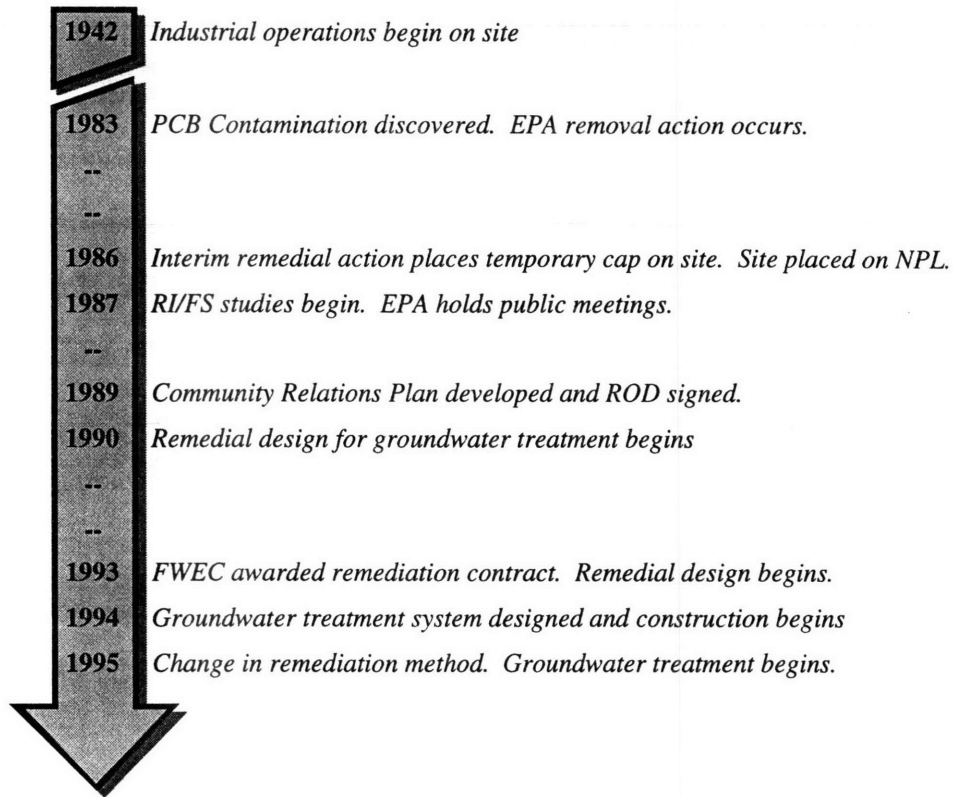 1942 Industrial operations begin on site
1983 PCB Contamination discovered. EPA removal action occurs.
--
--
1986 Interim remedial action places temporary cap on site. Site placed on NPL.
1987 RI/FS studies begin. EPA holds public meetings.
--
1989 Community Relations Plan developed and ROD signed.
1990 Remedial design for groundwater treatment begins
--
--
1993 FWEC awarded remediation contract. Remedial design begins.
1994 Groundwater treatment system designed and construction begins
1995 Change in remediation method. Groundwater treatment begins.